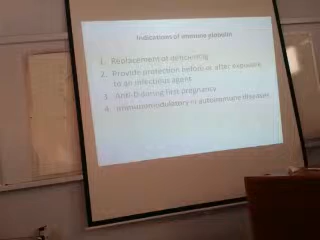 Indications of immune globulin
1. Replacement of deficiencies
2. Provide protection before or after exposure
to an infectious agent
3. Anti-D during first pregnancy
4. Immunomodulatory in autoimmune diseases